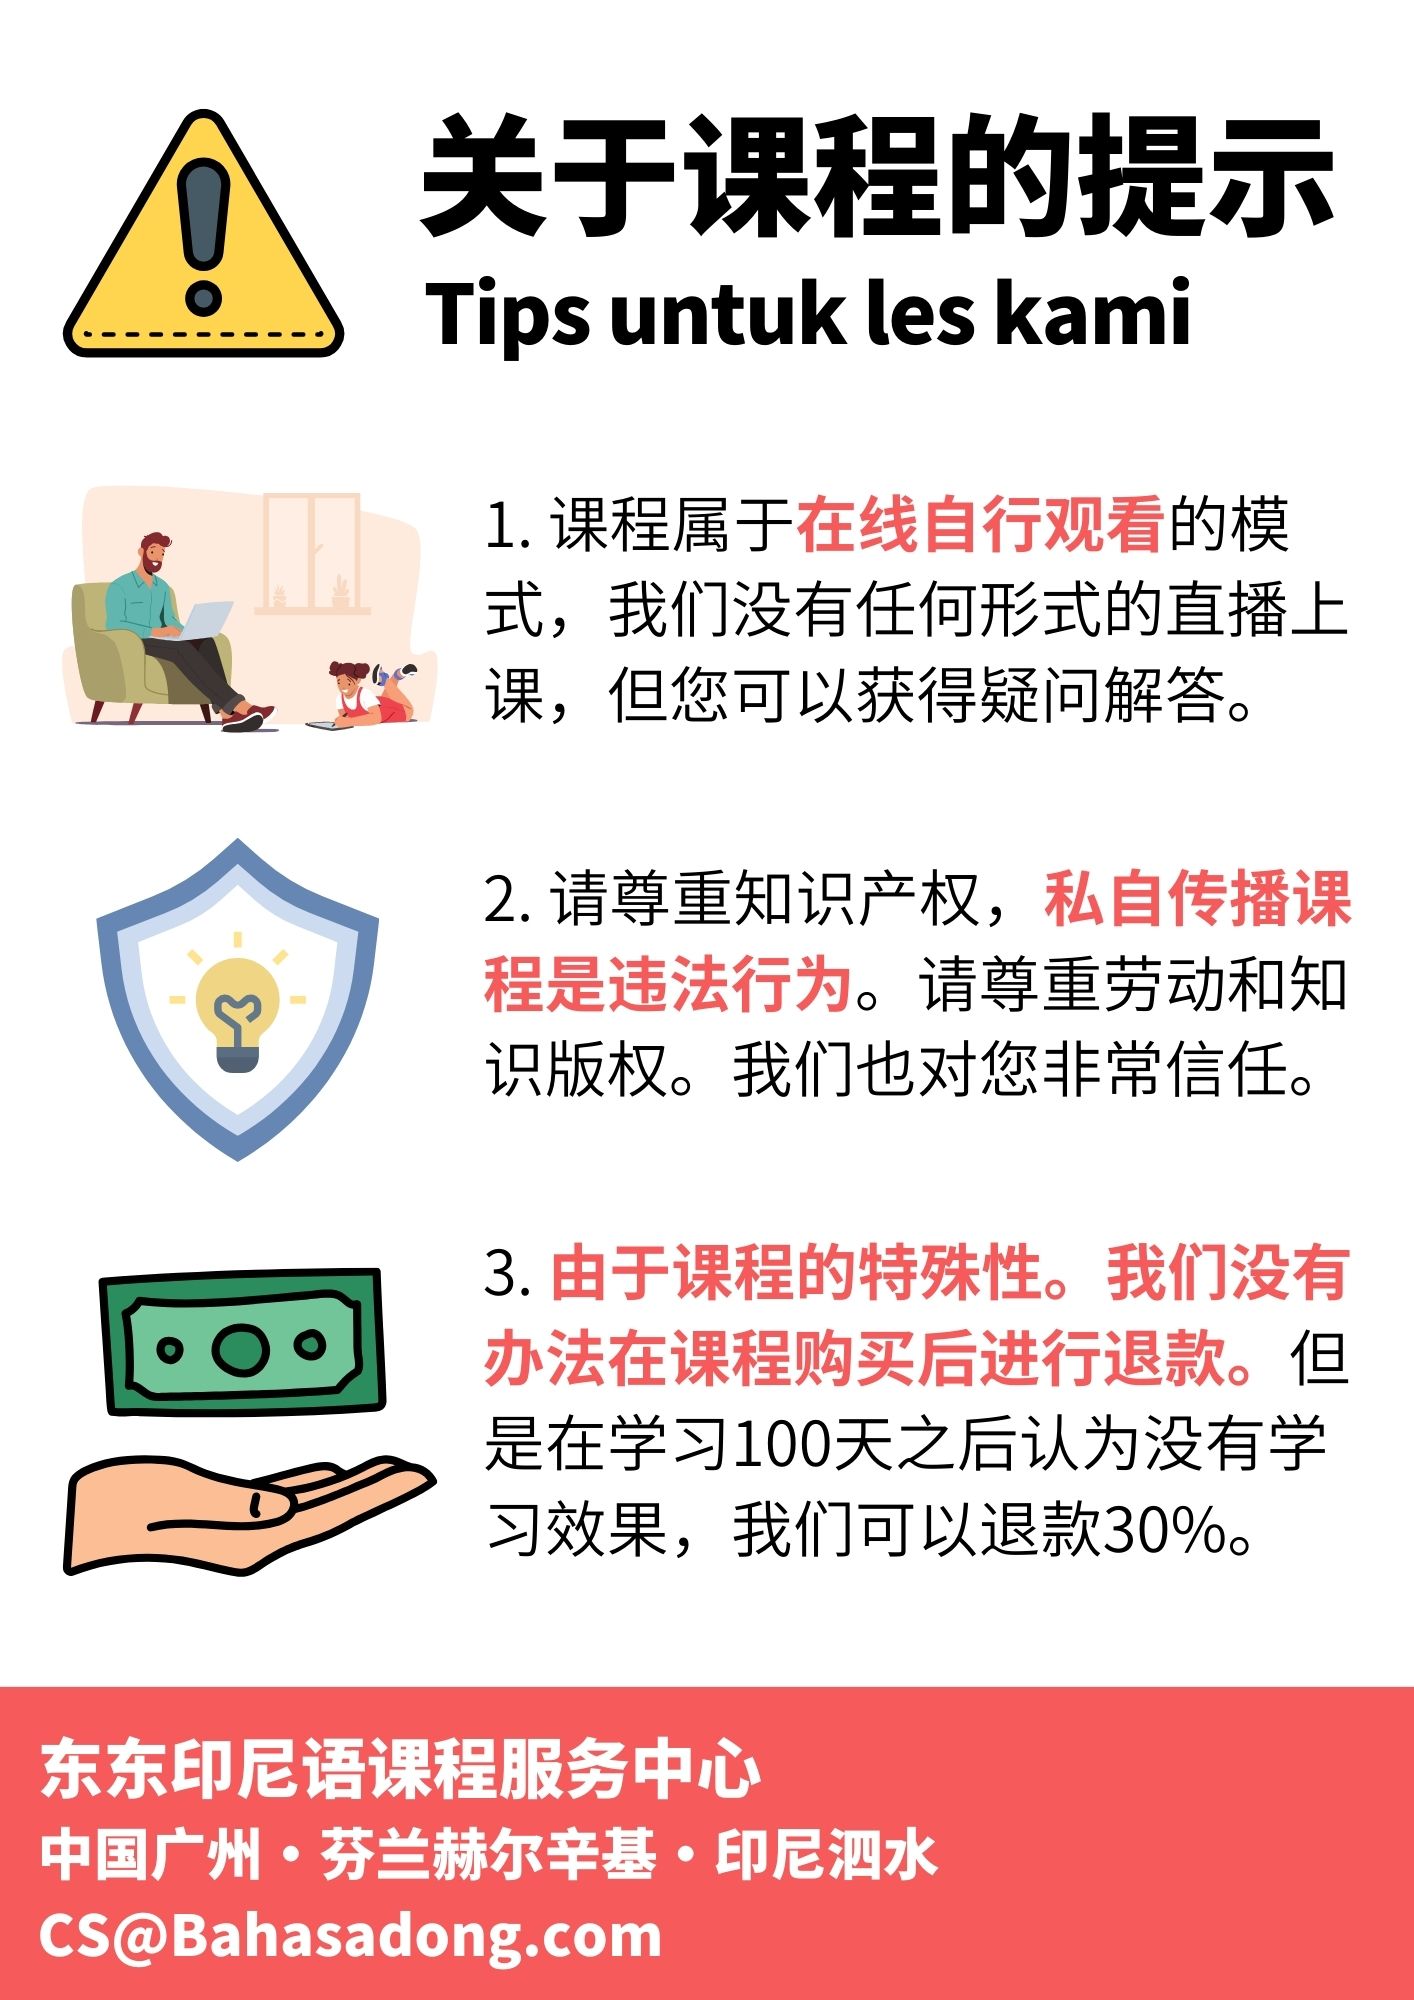 关于课程的提示
Tips untuk les kami
1. 课程属于在线自行观看的模
式，我们没有任何形式的直播上
课，但您可以获得疑问解答。
2. 请尊重知识产权，私自传播课
程是违法行为。请尊重劳动和知
识版权。我们也对您非常信任。
3. 由于课程的特殊性。我们没有
办法在课程购买后进行退款。但
是在学习100天之后认为没有学
习效果，我们可以退款30%。
东东印尼语课程服务中心
中国广州·芬兰赫尔辛基·印尼泗水
CS@Bahasadong.com